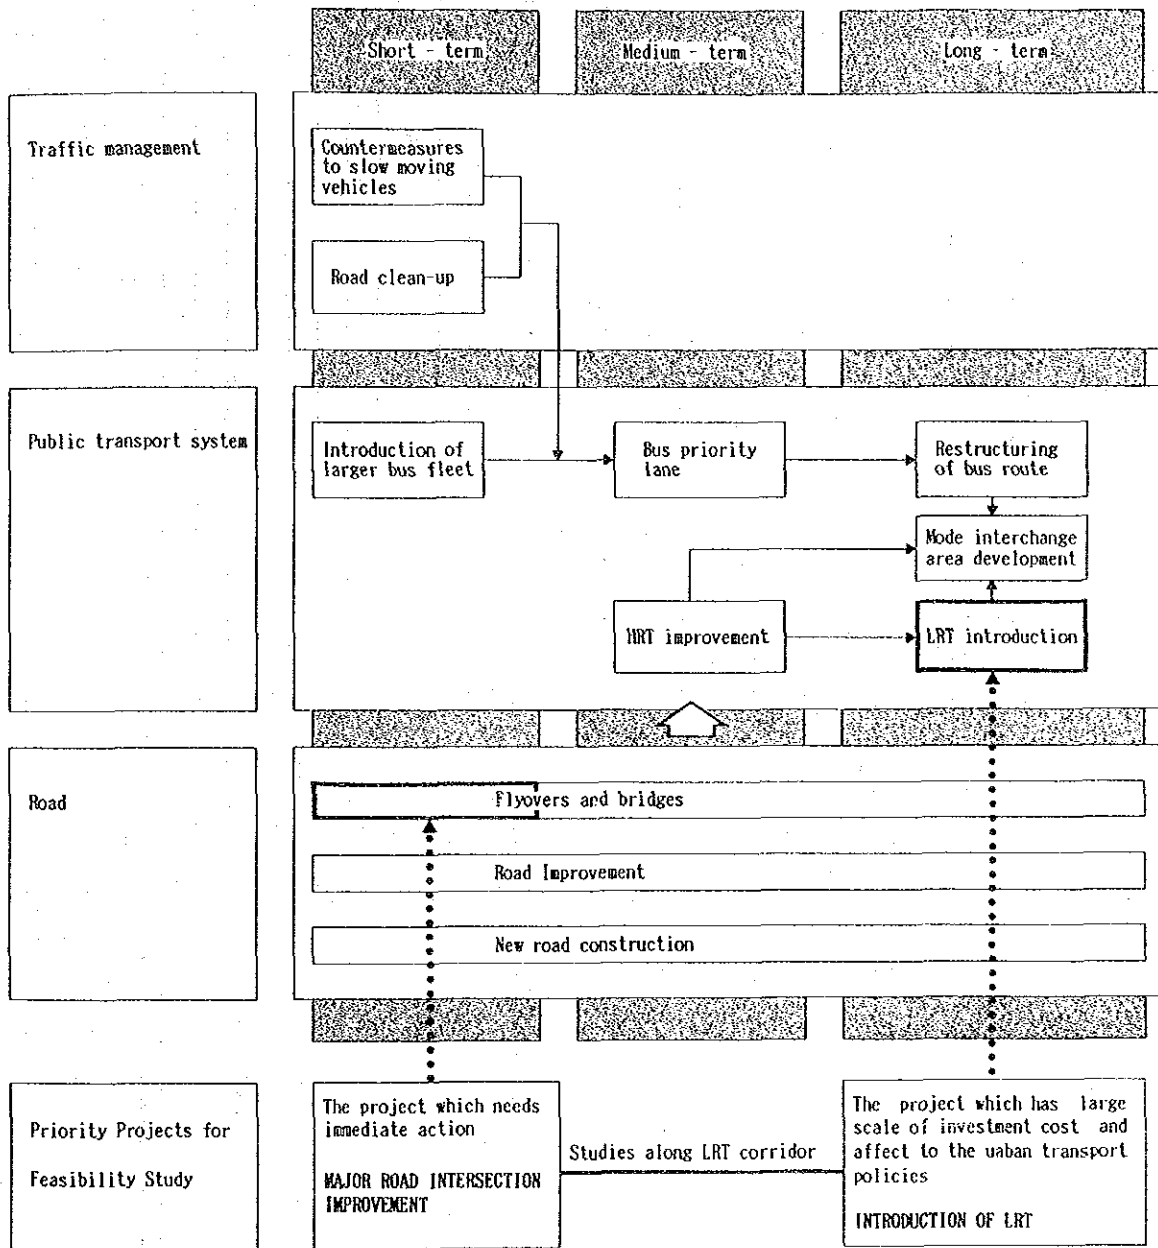 Short - term
Medium - term
Long - term
Traffic management
Countermeasures
to slow moving
vehicles
Road clean-up
Public transport system
Introduction of
larger bus fleet
Bus priority
lane
Restructuring
of bus route
Mode interchange
area development
MRT improvement
LRT introduction
Road
Flyovers and bridges
Road Improvement
New road construction
Priority Projects for
Feasibility Study
The project which needs
immediate action
MAJOR ROAD INTERSECTION
IMPROVEMENT
Studies along LRT corridor
The project which has large
scale of investment cost and
affect to the uaban transport
policies
INTRODUCTION OF LRT